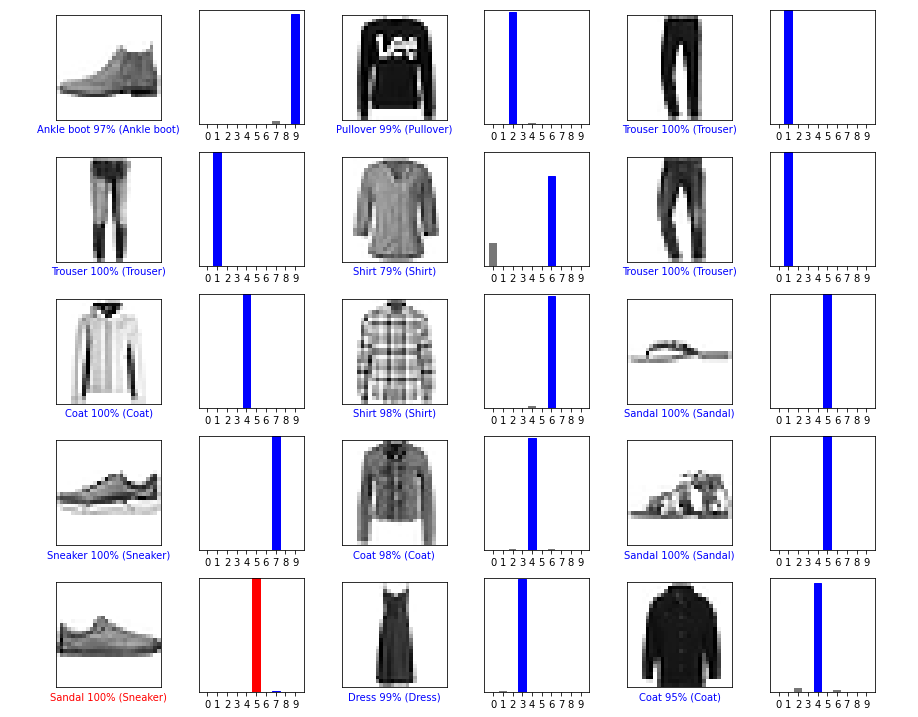 0 1 2 3 4 5 6 7 8 9 0 1 2 3 4 5 6 7 8 9 0 1 2 3 4 5 6 7 8 9
Ankle boot 97% (Ankle boot) Pullover 99% (Pullover) Trouser 100% (Trouser)
0 1 2 3 4 5 6 7 8 9 0 1 2 3 4 5 6 7 8 9 0 1 2 3 4 5 6 7 8 9
Trouser 100% (Trouser) Shirt 79% (Shirt) Trouser 100% (Trouser)
0 1 2 3 4 5 6 7 8 9 0 1 2 3 4 5 6 7 8 9 0 1 2 3 4 5 6 7 8 9
Coat 100% (Coat) Shirt 98% (Shirt) Sandal 100% (Sandal)
0 1 2 3 4 5 6 7 8 9 0 1 2 3 4 5 6 7 8 9 0 1 2 3 4 5 6 7 8 9
Sneaker 100% (Sneaker) Coat 98% (Coat) Sandal 100% (Sandal)
0 1 2 3 4 5 6 7 8 9 0 1 2 3 4 5 6 7 8 9 0 1 2 3 4 5 6 7 8 9
Sandal 100% (Sneaker) Dress 99% (Dress) Coat 95% (Coat)